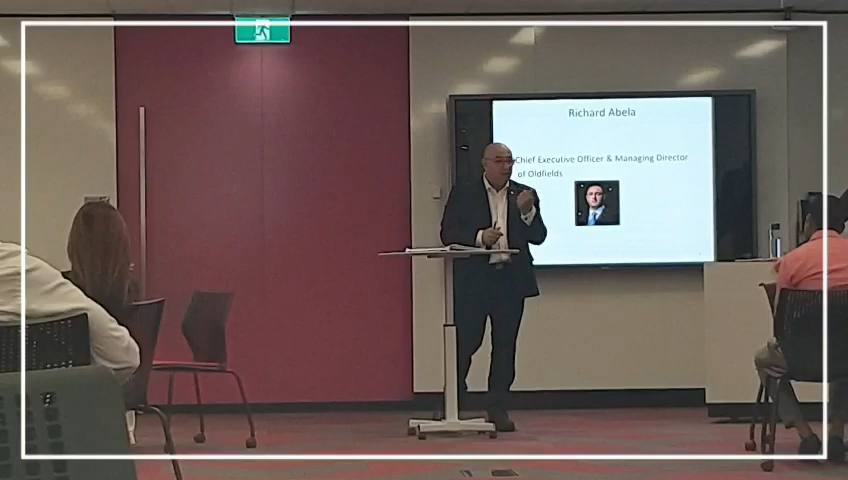 Richard Abela
Chief Executive Officer & Managing Director
of Oldfields